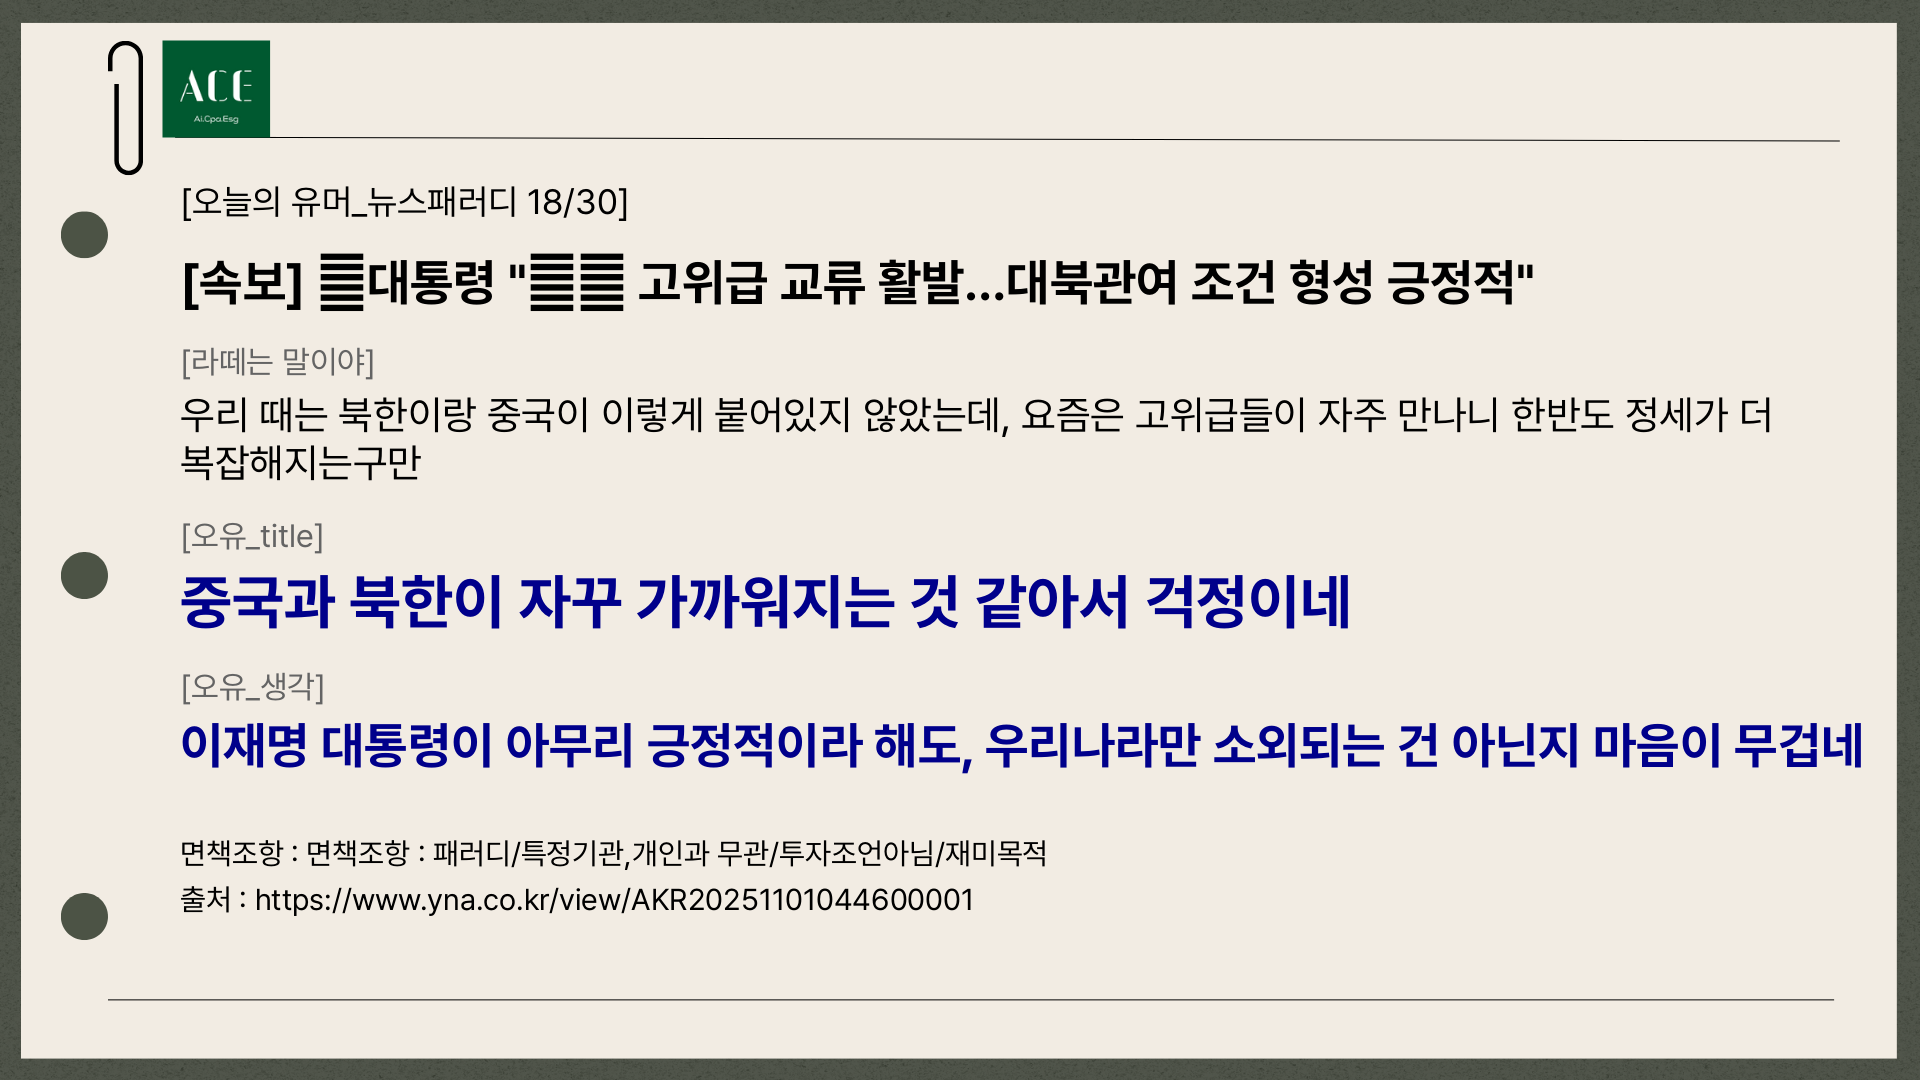 ACE
Ai.Cpa.Esg
[오늘의 유머_뉴스패러디 18/30]
[속보] 대통령 " 고위급 교류 활발…대북관여 조건 형성 긍정적"
[라떼는 말이야]
우리 때는 북한이랑 중국이 이렇게 붙어있지 않았는데, 요즘은 고위급들이 자주 만나니 한반도 정세가 더
복잡해지는구만
[오유_title]
중국과 북한이 자꾸 가까워지는 것 같아서 걱정이네
[오유_생각]
이재명 대통령이 아무리 긍정적이라 해도, 우리나라만 소외되는 건 아닌지 마음이 무겁네
면책조항 : 면책조항 : 패러디/특정기관,개인과 무관/투자조언아님/재미목적
출처 : https://www.yna.co.kr/view/AKR20251101044600001